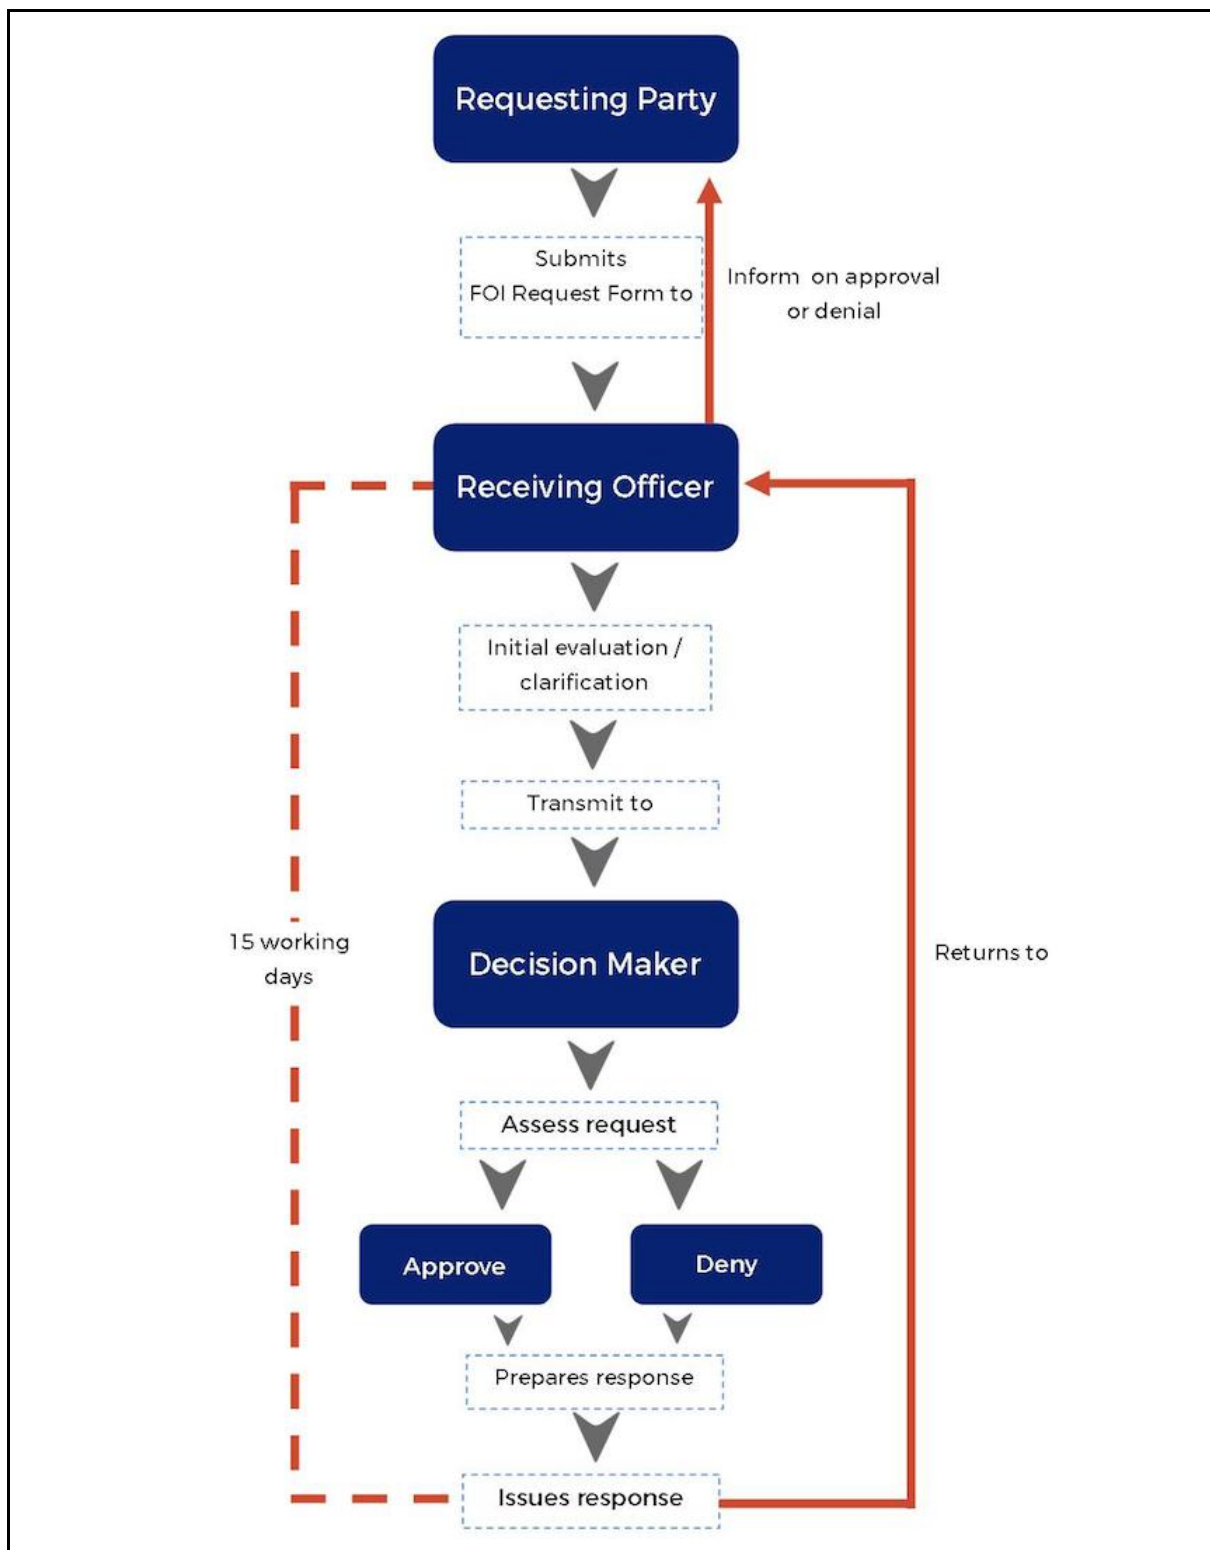 Requesting Party
Submits
FOI Request Form to
Inform on approval
or denial
Receiving Officer
Initial evaluation /
clarification
Transmit to
15 working
days
Decision Maker
Returns to
Assess request
Approve
Deny
Prepares response
Issues response